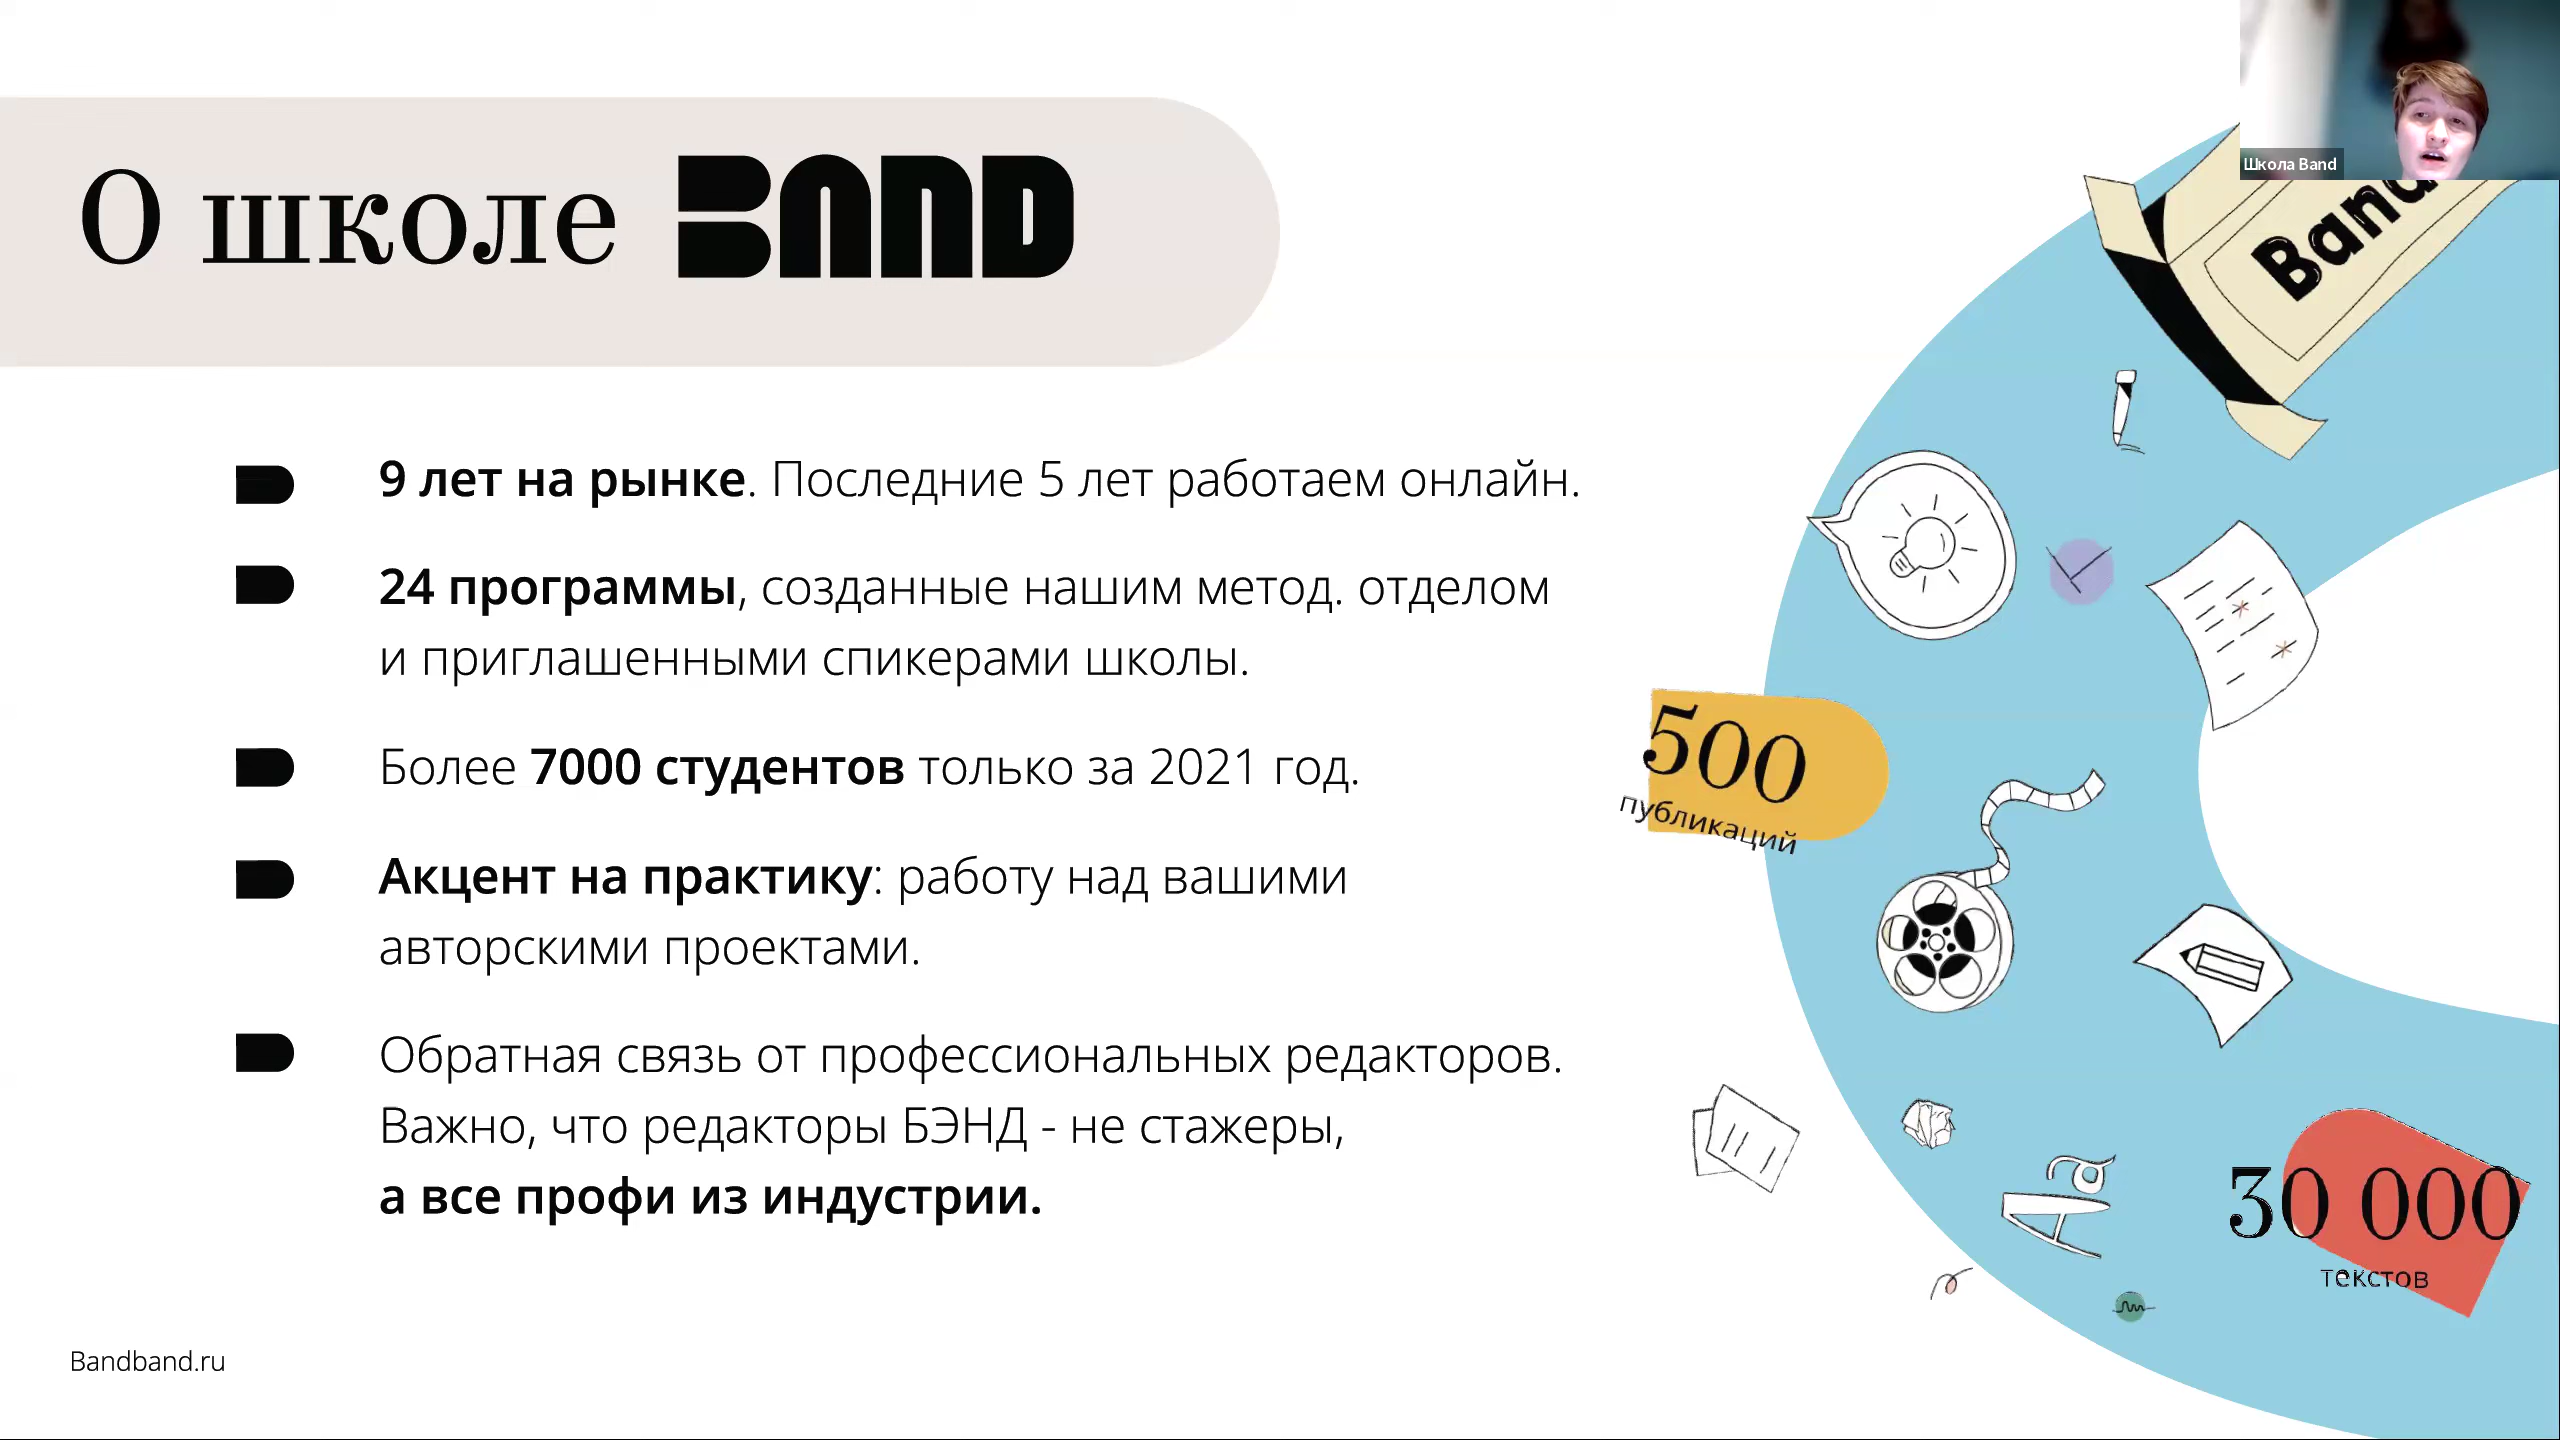 О школе BAND
Школа Band
Band
9 лет на рынке. Последние 5 лет работаем онлайн.
24 программы, созданные нашим метод. отделом
и приглашенными спикерами школы.
Более 7000 студентов только за 2021 год.
Акцент на практику: работу над вашими
авторскими проектами.
Обратная связь от профессиональных редакторов.
Важно, что редакторы БЭНД - не стажеры,
а все профи из индустрии.
500
публикаций
Aa
30 000
текстов
Bandband.ru